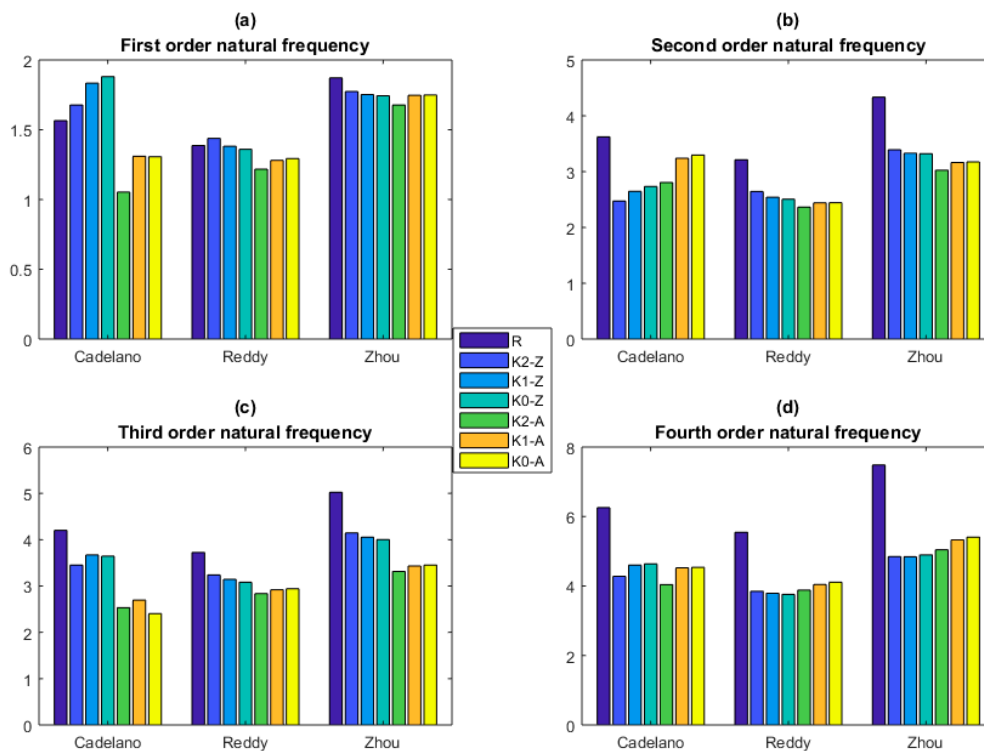 (a)
First order natural frequency
2
1.5
1
0.5
0
Cadelano Reddy Zhou
(b)
Second order natural frequency
5
4
3
2
1
0
Cadelano Reddy Zhou
R
K2-Z
K1-Z
K0-Z
K2-A
K1-A
K0-A
(c)
Third order natural frequency
6
5
4
3
2
1
0
Cadelano Reddy Zhou
(d)
Fourth order natural frequency
8
6
4
2
0
Cadelano Reddy Zhou